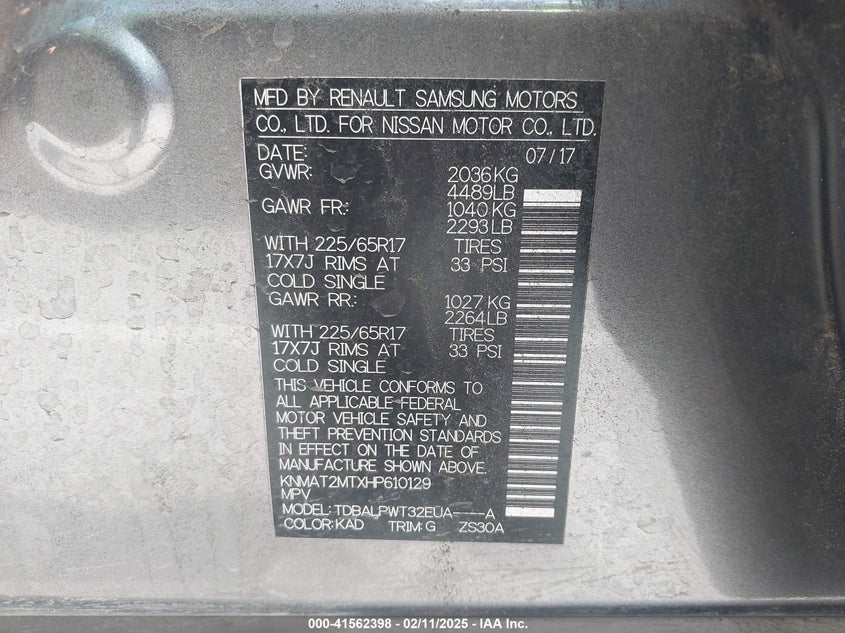 MFD BY RENAULT SAMSUNG MOTORS
CO., LTD. FOR NISSAN MOTOR CO., LTD.
DATE: 07/17
GVWR: 2036KG
4489LB
GAWR FR.: 1040KG
2293LB
WITH 225/65R17 TIRES
17X7J RIMS AT 33 PSI
COLD SINGLE
GAWR RR.: 1027KG
2264LB
WITH 225/65R17 TIRES
17X7J RIMS AT 33 PSI
COLD SINGLE
THIS VEHICLE CONFORMS TO
ALL APPLICABLE FEDERAL
MOTOR VEHICLE SAFETY AND
THEFT PREVENTION STANDARDS
IN EFFECT ON THE DATE OF
MANUFACTURE SHOWN ABOVE.
KNMAT2MTXHP610129
MPV
MODEL: TDBALPWT32EUA----A
COLOR: KAD TRIM: G ZS30A
000-41562398 - 02/11/2025 - IAA Inc.